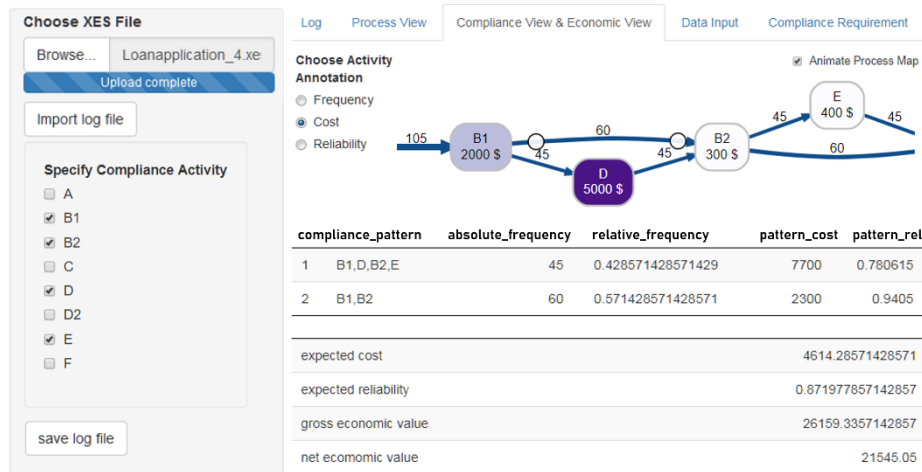 Choose XES File
Browse... Loanapplication_4.xe
Upload complete
Import log file
Specify Compliance Activity
A
B1
B2
C
D
D2
E
F
save log file
Log Process View Compliance View & Economic View Data Input Compliance Requirement
Choose Activity
Annotation
Frequency
Cost
Reliability
Animate Process Map
105
B1
2000 $
60
45
D
5000 $
45
B2
300 $
45
E
400 $
45
60
compliance_pattern absolute_frequency relative_frequency pattern_cost pattern_rel
1 B1,D,B2,E 45 0.428571428571429 7700 0.780615
2 B1,B2 60 0.571428571428571 2300 0.9405
expected cost 4614.28571428571
expected reliability 0.871977857142857
gross economic value 26159.3357142857
net ecomomic value 21545.05